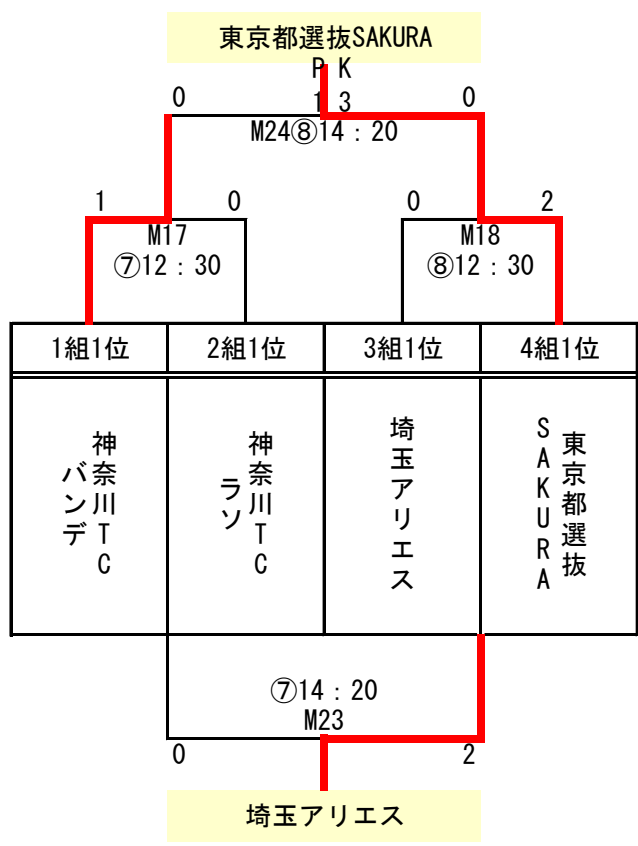 東京都選抜SAKURA
P K
0 1 3 0
M24⑧14：20
1 0 0 2
M17 M18
⑦12：30 ⑧12：30
1組1位 2組1位 3組1位 4組1位
神奈川TC
バンデ
神奈川TC
ラソ
埼玉アリエス
東京都選抜
SAKURA
⑦14：20
M23
0 2
埼玉アリエス